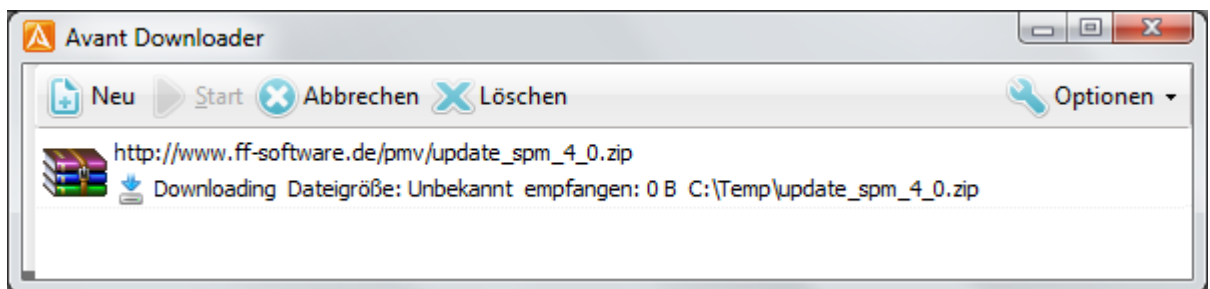 Avant Downloader
Neu Start Abbrechen Löschen Optionen
http://www.ff-software.de/pmv/update_spm_4_0.zip
Downloading Dateigröße: Unbekannt empfangen: 0 B C:\Temp\update_spm_4_0.zip